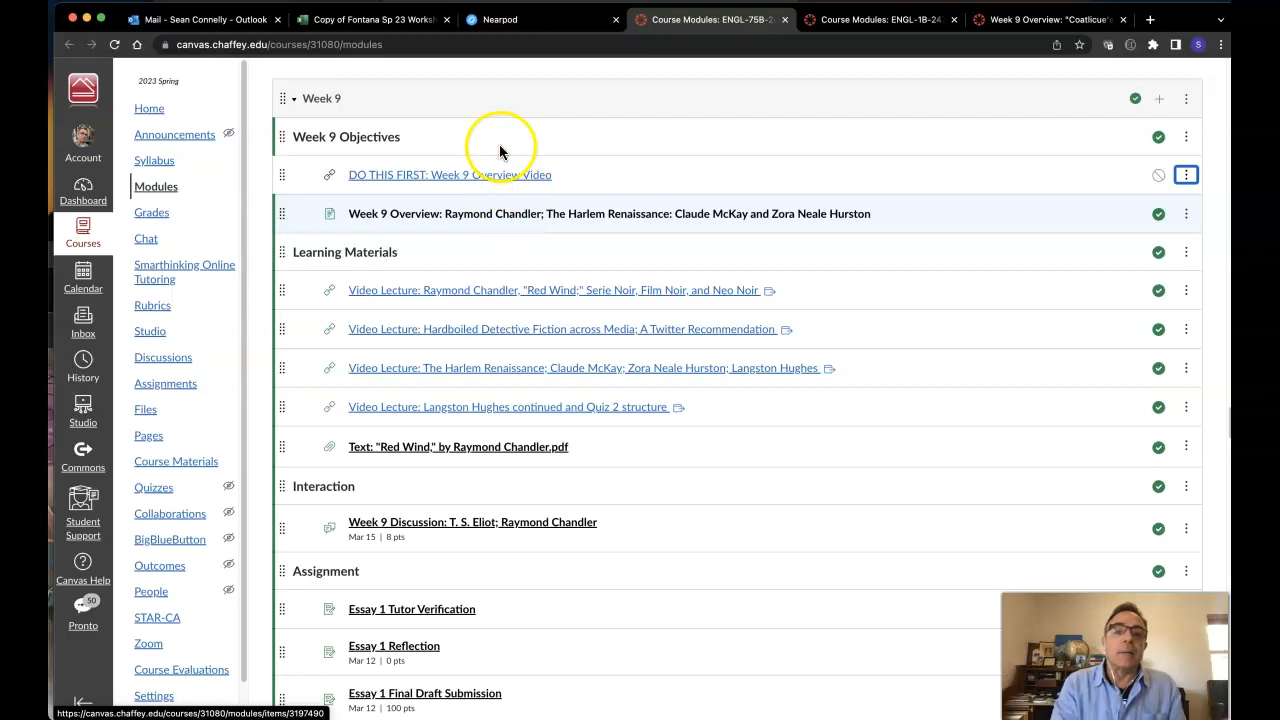 Mail - Sean Connelly - Outlook
Copy of Fontana Sp 23 Worksh
Nearpod
Course Modules: ENGL-75B-2
Course Modules: ENGL-1B-24
Week 9 Overview: "Coatlicue's
canvas.chaffey.edu/courses/31080/modules
S
Account
Dashboard
Courses
Calendar
Inbox
History
Studio
Commons
Student
Support
Canvas Help
50
Pronto
2023 Spring
Home
Announcements
Syllabus
Modules
Grades
Chat
Smarthinking Online
Tutoring
Rubrics
Studio
Discussions
Assignments
Files
Pages
Course Materials
Quizzes
Collaborations
BigBlueButton
Outcomes
People
STAR-CA
Zoom
Course Evaluations
Settings
Week 9
Week 9 Objectives
DO THIS FIRST: Week 9 Overview Video
Week 9 Overview: Raymond Chandler; The Harlem Renaissance: Claude McKay and Zora Neale Hurston
Learning Materials
Video Lecture: Raymond Chandler, "Red Wind;" Serie Noir, Film Noir, and Neo Noir
Video Lecture: Hardboiled Detective Fiction across Media; A Twitter Recommendation
Video Lecture: The Harlem Renaissance; Claude McKay; Zora Neale Hurston; Langston Hughes
Video Lecture: Langston Hughes continued and Quiz 2 structure
Text: "Red Wind," by Raymond Chandler.pdf
Interaction
Week 9 Discussion: T. S. Eliot; Raymond Chandler
Mar 15 | 8 pts
Assignment
Essay 1 Tutor Verification
Essay 1 Reflection
Mar 12 | 0 pts
Essay 1 Final Draft Submission
Mar 12 | 100 pts
https://canvas.chaffey.edu/courses/31080/modules/items/3197490